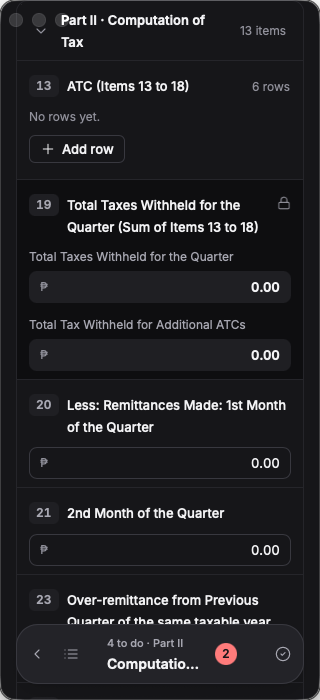 Part II · Computation of
Tax
13 items
13 ATC (Items 13 to 18) 6 rows
No rows yet.
+ Add row
19 Total Taxes Withheld for the
Quarter (Sum of Items 13 to 18)
Total Taxes Withheld for the Quarter
₱ 0.00
Total Tax Withheld for Additional ATCs
₱ 0.00
20 Less: Remittances Made: 1st Month
of the Quarter
₱ 0.00
21 2nd Month of the Quarter
₱ 0.00
23 Over-remittance from Previous
Quarter of the same taxable year
4 to do · Part II
Computatio...
2